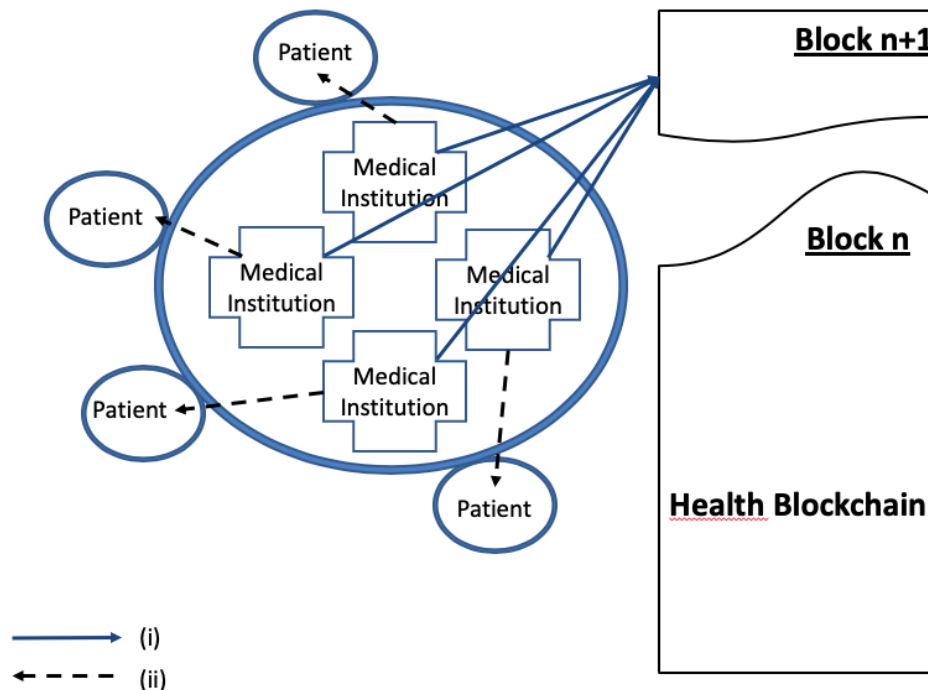 Block n+1
Patient
Medical
Institution
Patient
Medical
Institution
Medical
Institution
Block n
Medical
Institution
Patient
Patient
Health Blockchain
(i)
(ii)